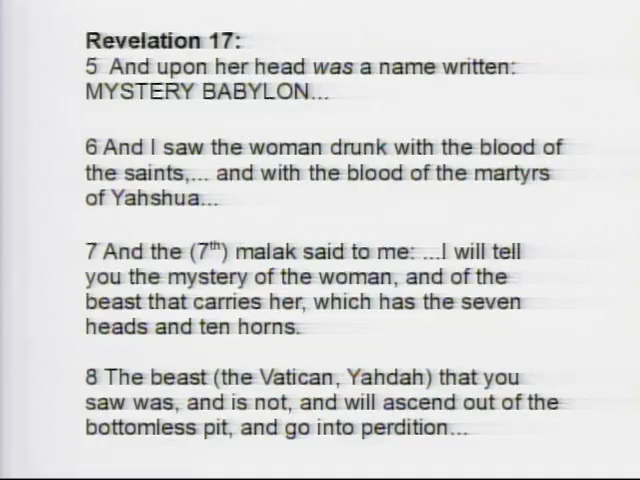 Revelation 17:
5 And upon her head was a name written:
MYSTERY BABYLON...
6 And I saw the woman drunk with the blood of
the saints,... and with the blood of the martyrs
of Yahshua...
7 And the (7th) malak said to me: ...I will tell
you the mystery of the woman, and of the
beast that carries her, which has the seven
heads and ten horns.
8 The beast (the Vatican, Yahdah) that you
saw was, and is not, and will ascend out of the
bottomless pit, and go into perdition...